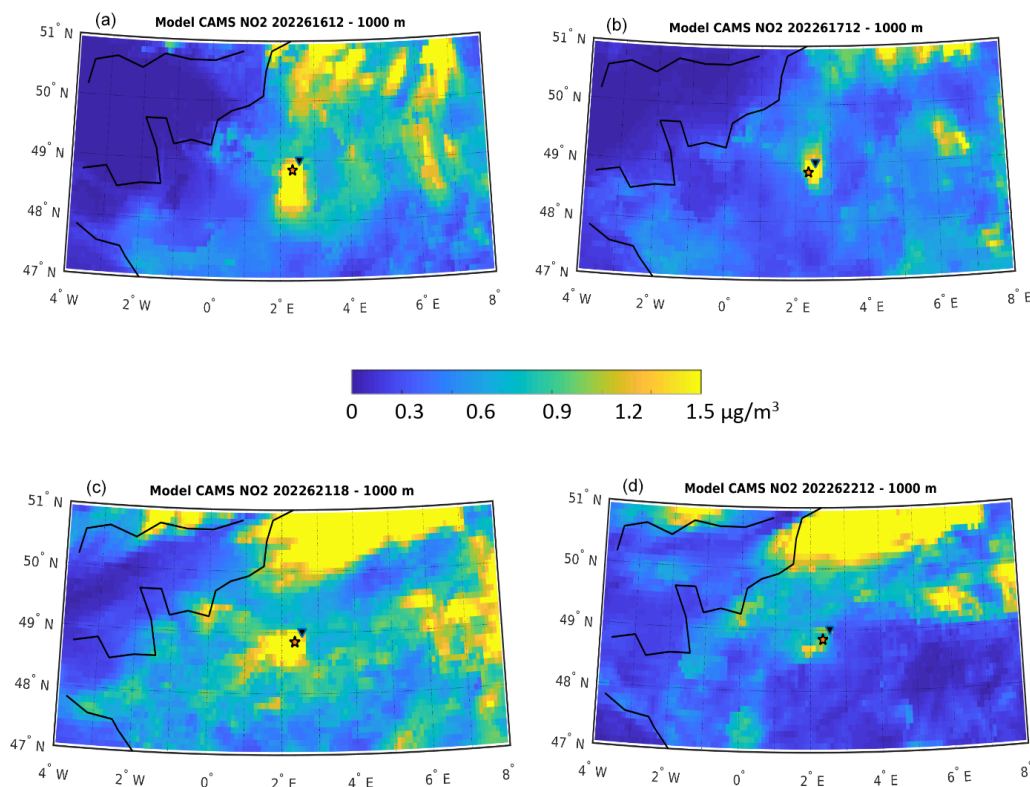 (a)
Model CAMS NO2 202261612 - 1000 m
51° N
50° N
49° N
48° N
47° N
4° W
2° W
0°
2° E
4° E
6° E
8° E
(b)
Model CAMS NO2 202261712 - 1000 m
51° N
50° N
49° N
48° N
47° N
4° W
2° W
0°
2° E
4° E
6° E
8° E
0 0.3 0.6 0.9 1.2 1.5 μg/m³
(c)
Model CAMS NO2 202262118 - 1000 m
51° N
50° N
49° N
48° N
47° N
4° W
2° W
0°
2° E
4° E
6° E
8° E
(d)
Model CAMS NO2 202262212 - 1000 m
51° N
50° N
49° N
48° N
47° N
4° W
2° W
0°
2° E
4° E
6° E
8° E